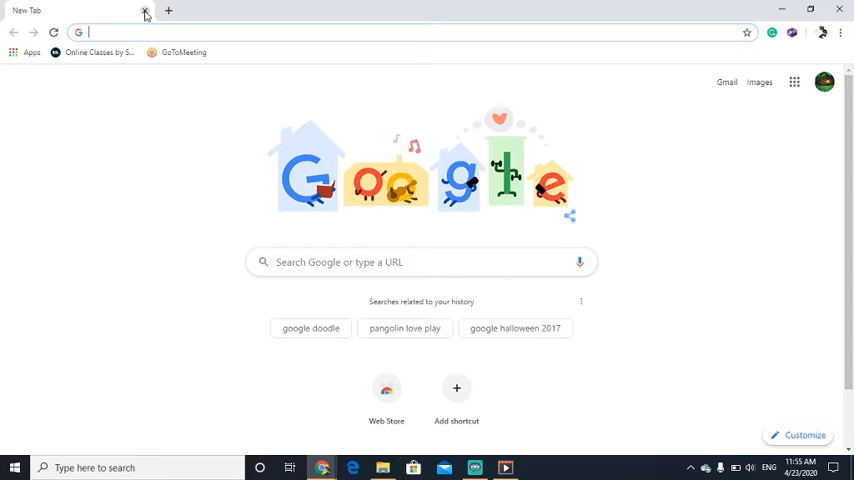 New Tab
Apps Online Classes by S... GoToMeeting
Gmail Images
Google
Search Google or type a URL
Searches related to your history
google doodle pangolin love play google halloween 2017
Web Store Add shortcut
Customize
Type here to search
ENG
11:55 AM
4/23/2020